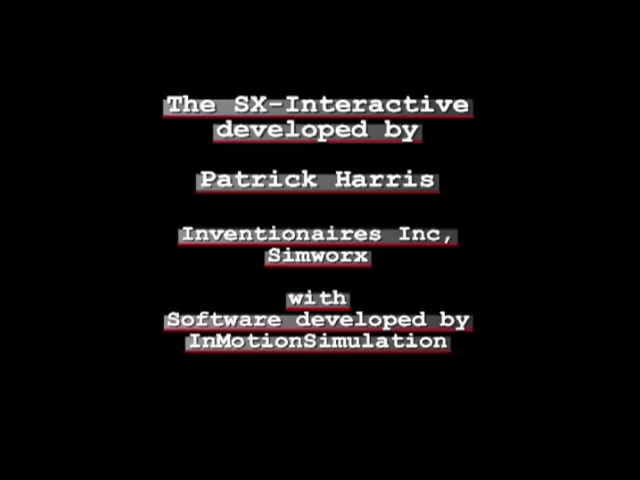 The SX-Interactive
developed by
Patrick Harris
Inventionaires Inc,
Simworx
with
Software developed by
InMotionSimulation